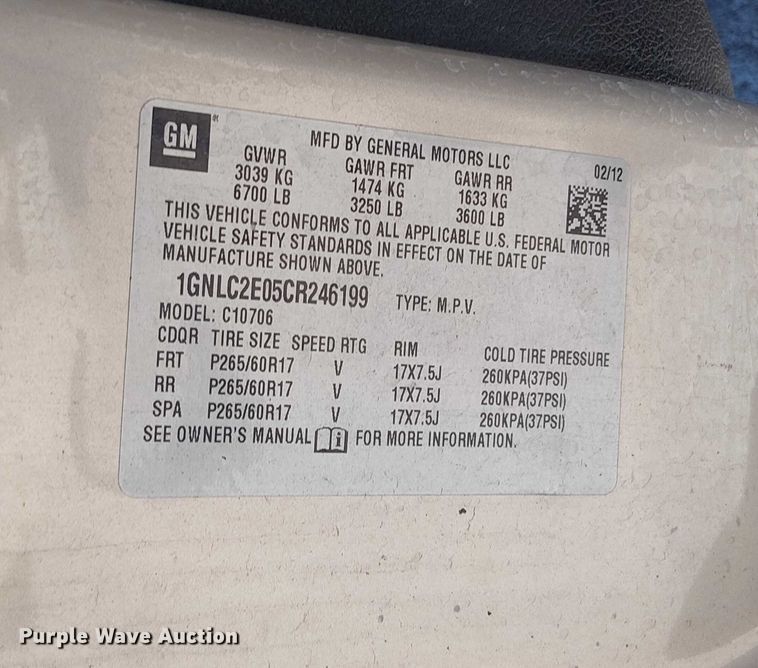 GM
MFD BY GENERAL MOTORS LLC
02/12
GVWR GAWR FRT GAWR RR
3039 KG 1474 KG 1633 KG
6700 LB 3250 LB 3600 LB
THIS VEHICLE CONFORMS TO ALL APPLICABLE U.S. FEDERAL MOTOR
VEHICLE SAFETY STANDARDS IN EFFECT ON THE DATE OF
MANUFACTURE SHOWN ABOVE.
1GNLC2E05CR246199 TYPE: M.P.V.
MODEL: C10706
CDQR TIRE SIZE SPEED RTG RIM COLD TIRE PRESSURE
FRT P265/60R17 V 17X7.5J 260KPA(37PSI)
RR P265/60R17 V 17X7.5J 260KPA(37PSI)
SPA P265/60R17 V 17X7.5J 260KPA(37PSI)
SEE OWNER'S MANUAL i FOR MORE INFORMATION.
Purple Wave Auction